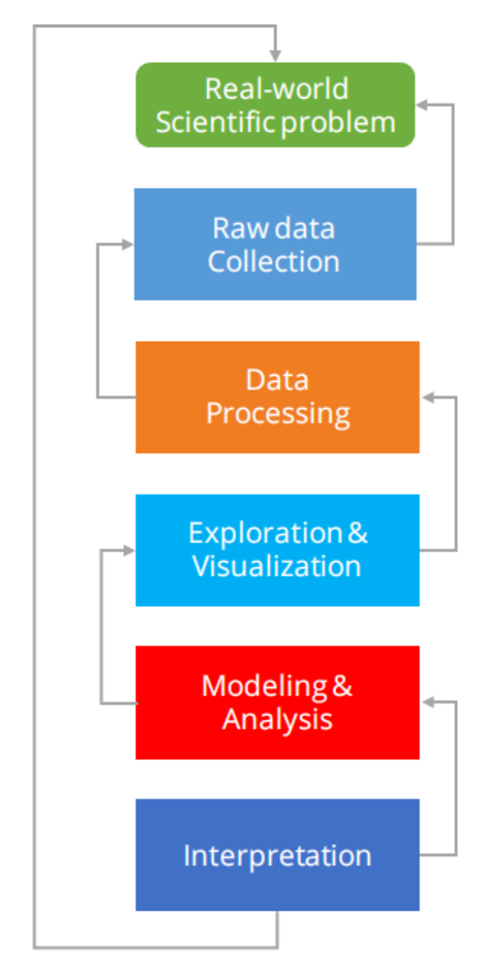 Real-world
Scientific problem
Raw data
Collection
Data
Processing
Exploration &
Visualization
Modeling &
Analysis
Interpretation